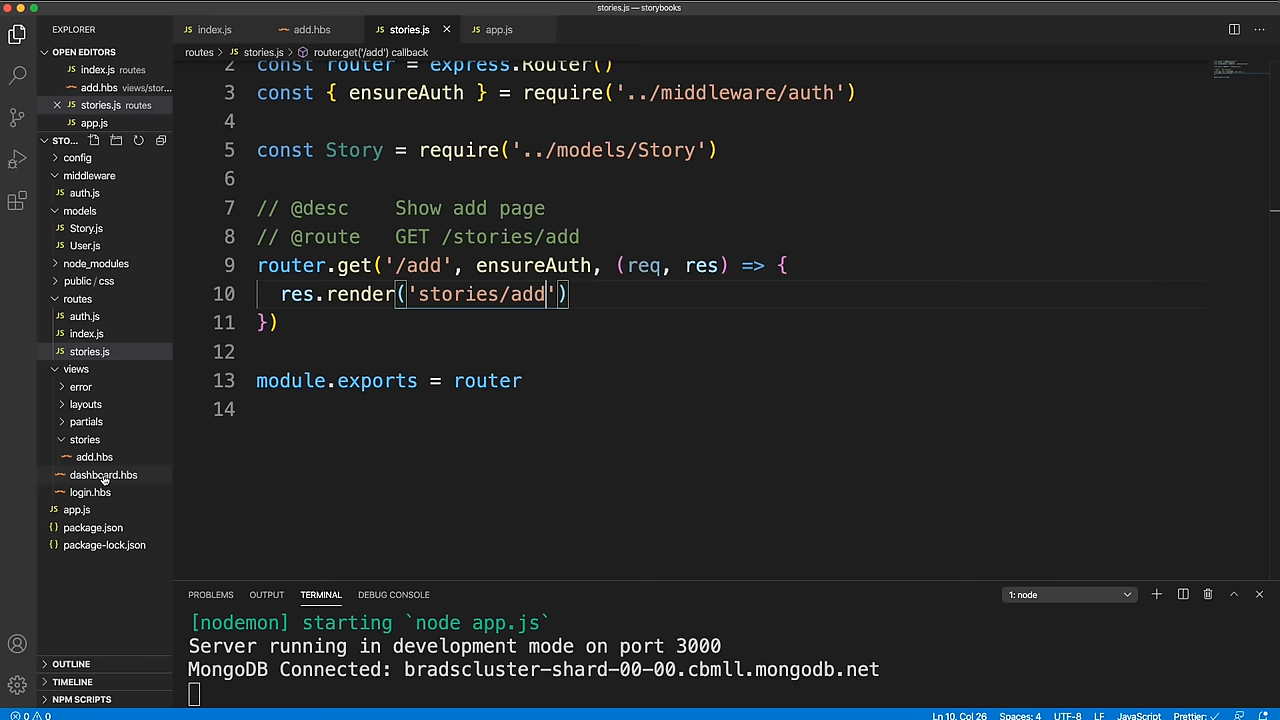 stories.js — storybooks
EXPLORER
index.js
add.hbs
stories.js
app.js
OPEN EDITORS
routes > stories.js > router.get('/add') callback
index.js routes
add.hbs views/stor...
stories.js routes
app.js
STO...
config
middleware
auth.js
models
Story.js
User.js
node_modules
public / css
routes
auth.js
index.js
stories.js
views
error
layouts
partials
stories
add.hbs
dashboard.hbs
login.hbs
app.js
package.json
package-lock.json
OUTLINE
TIMELINE
NPM SCRIPTS
2 const router = express.Router()
3 const { ensureAuth } = require('../middleware/auth')
4
5 const Story = require('../models/Story')
6
7 // @desc    Show add page
8 // @route   GET /stories/add
9 router.get('/add', ensureAuth, (req, res) => {
10   res.render('stories/add')
11 })
12
13 module.exports = router
14
PROBLEMS OUTPUT TERMINAL DEBUG CONSOLE
1: node
[nodemon] starting `node app.js`
Server running in development mode on port 3000
MongoDB Connected: bradscluster-shard-00-00.cbmll.mongodb.net
0 0 Ln 10, Col 26 Spaces: 4 UTF-8 LF JavaScript Prettier: ✓